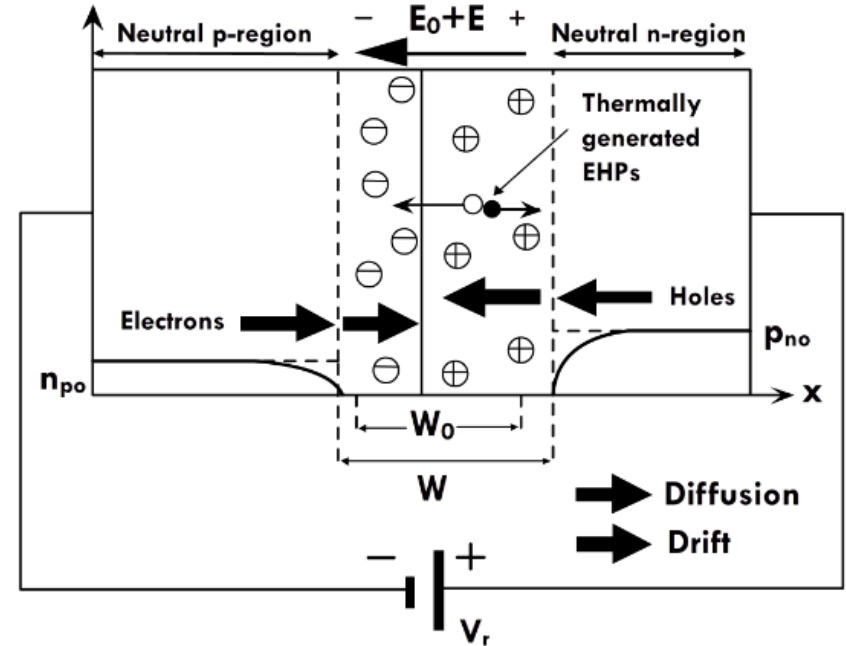 − E₀+E +
Neutral p-region
Neutral n-region
Thermally
generated
EHPs
Electrons
Holes
nₚₒ
pₙₒ
x
W₀
W
Diffusion
Drift
− +
Vᵣ